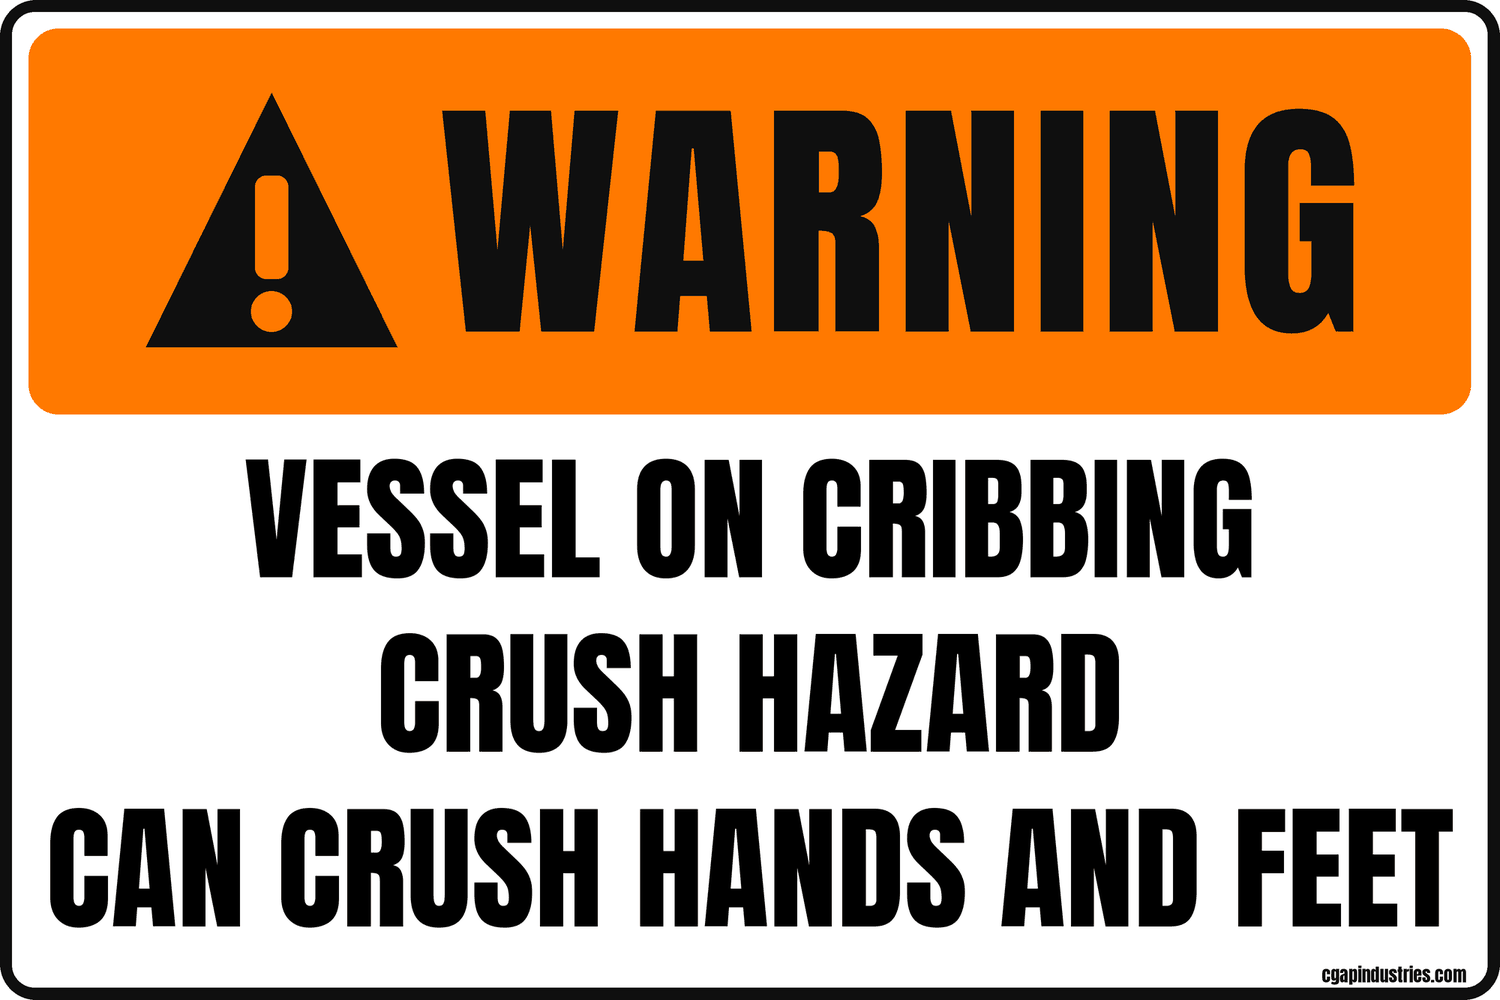 WARNING
VESSEL ON CRIBBING
CRUSH HAZARD
CAN CRUSH HANDS AND FEET
cgapindustries.com